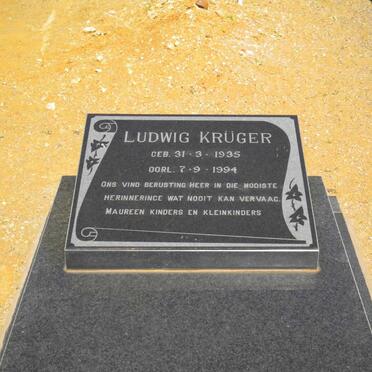 LUDWIG KRÜGER
GEB. 31-3-1935
OORL. 7-9-1994
ONS VIND BERUSTING HEER IN DIE MOOISTE
HERINNERINGE WAT NOOIT KAN VERVAAG.
MAUREEN KINDERS EN KLEINKINDERS